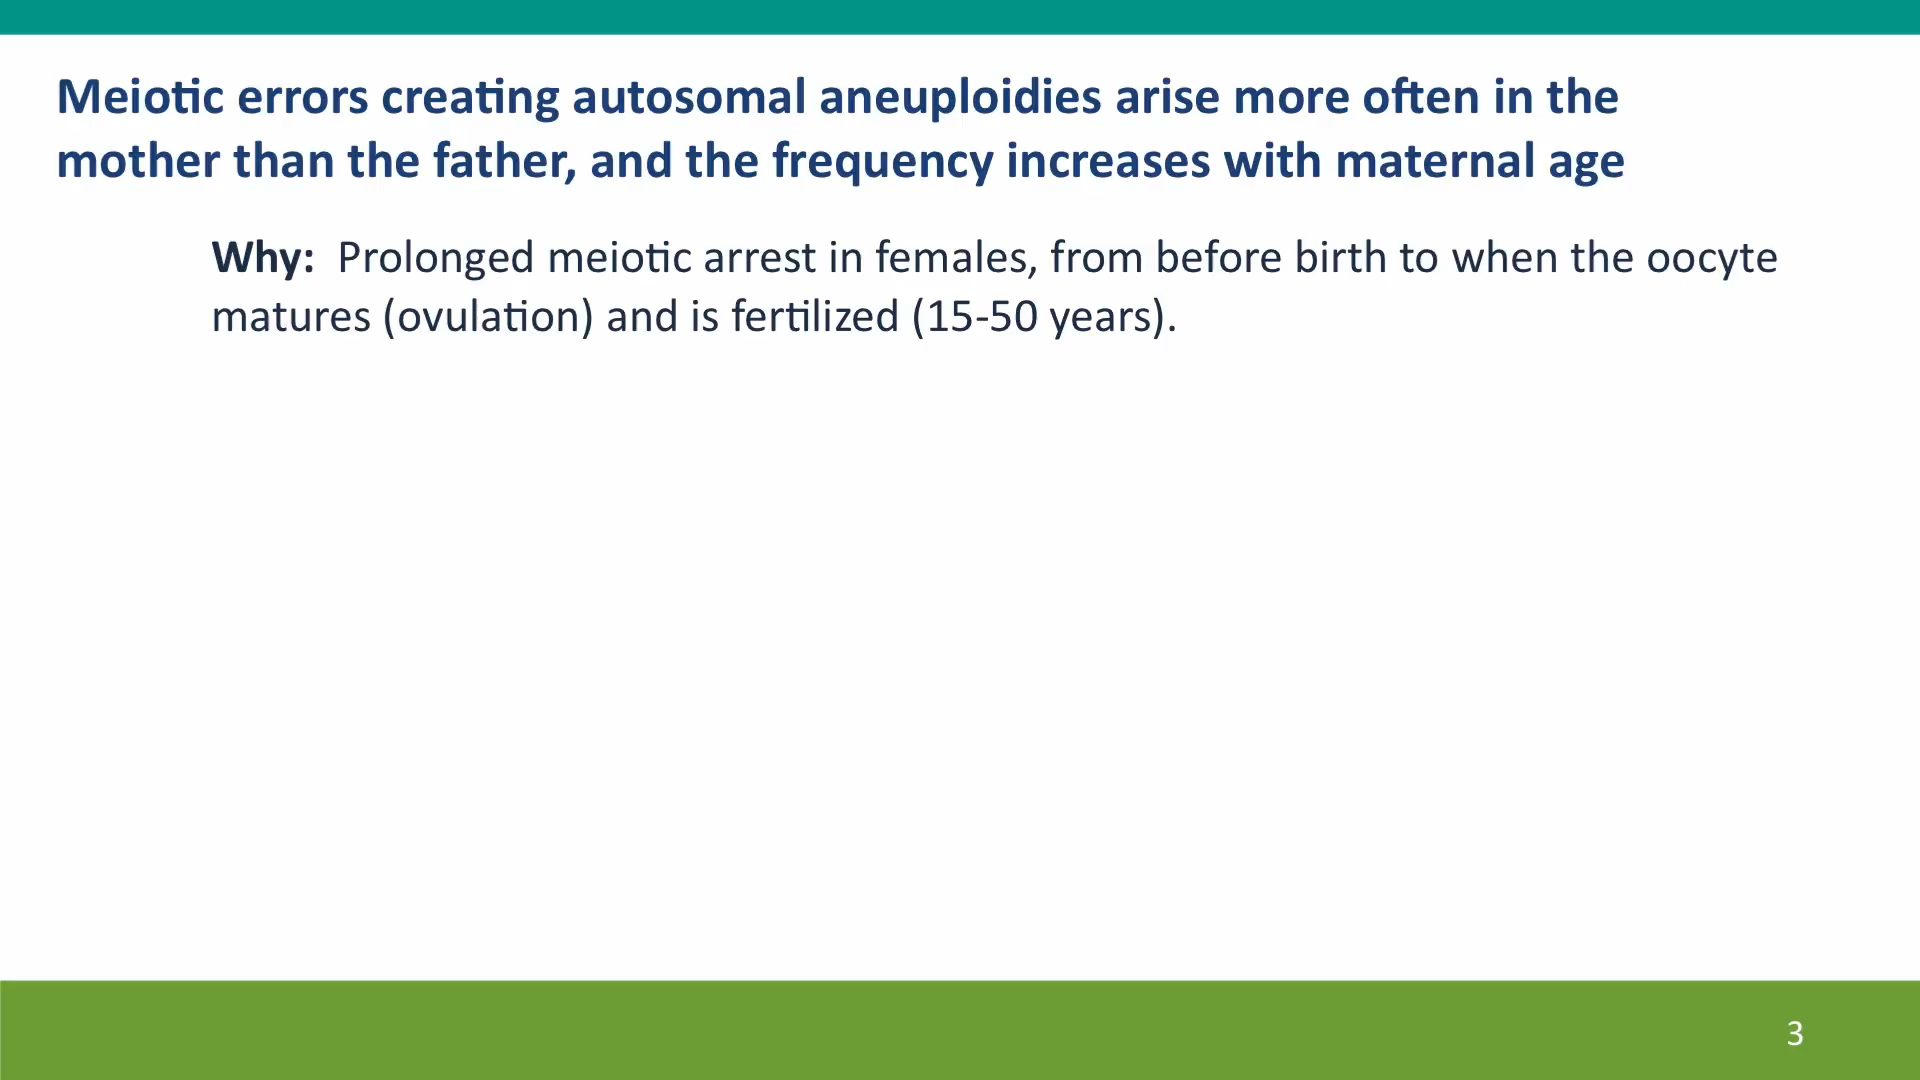 Meiotic errors creating autosomal aneuploidies arise more often in the
mother than the father, and the frequency increases with maternal age
Why:  Prolonged meiotic arrest in females, from before birth to when the oocyte
matures (ovulation) and is fertilized (15-50 years).
3